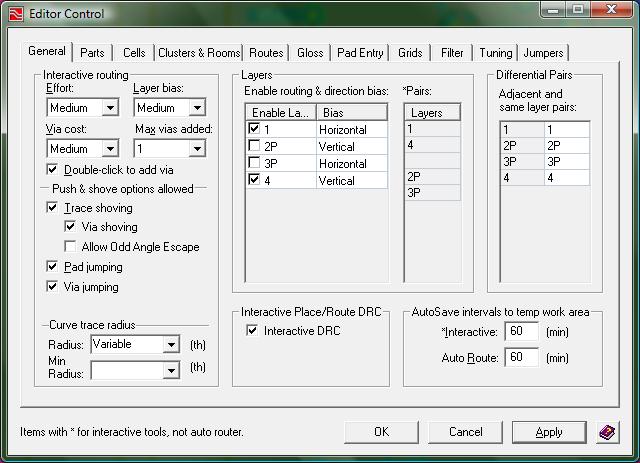 Editor Control
General Parts Cells Clusters & Rooms Routes Gloss Pad Entry Grids Filter Tuning Jumpers
Interactive routing
Effort: Layer bias:
Medium Medium
Via cost: Max vias added:
Medium 1
Double-click to add via
Push & shove options allowed
Trace shoving
Via shoving
Allow Odd Angle Escape
Pad jumping
Via jumping
Curve trace radius
Radius: Variable (th)
Min Radius: (th)
Layers
Enable routing & direction bias:
Enable La... Bias
1 Horizontal
2P Vertical
3P Horizontal
4 Vertical
*Pairs:
Layers
1
4
2P
3P
Differential Pairs
Adjacent and
same layer pairs:
1 1
2P 2P
3P 3P
4 4
Interactive Place/Route DRC
Interactive DRC
AutoSave intervals to temp work area
*Interactive: 60 (min)
Auto Route: 60 (min)
Items with * for interactive tools, not auto router.
OK Cancel Apply